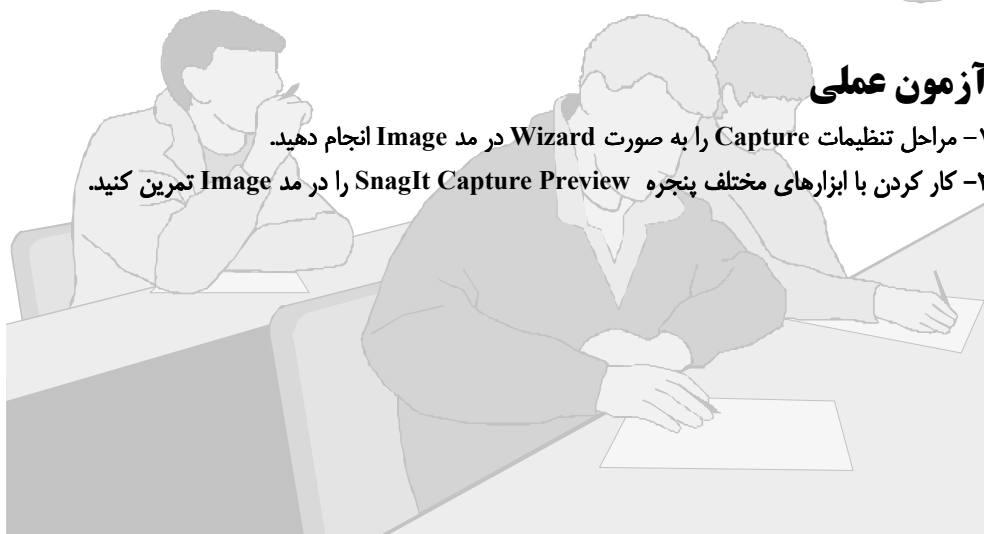 آزمون عملی
۱- مراحل تنظیمات Capture را به صورت Wizard در مد Image انجام دهید.
۲- کار کردن با ابزارهای مختلف پنجره SnagIt Capture Preview را در مد Image تمرین کنید.